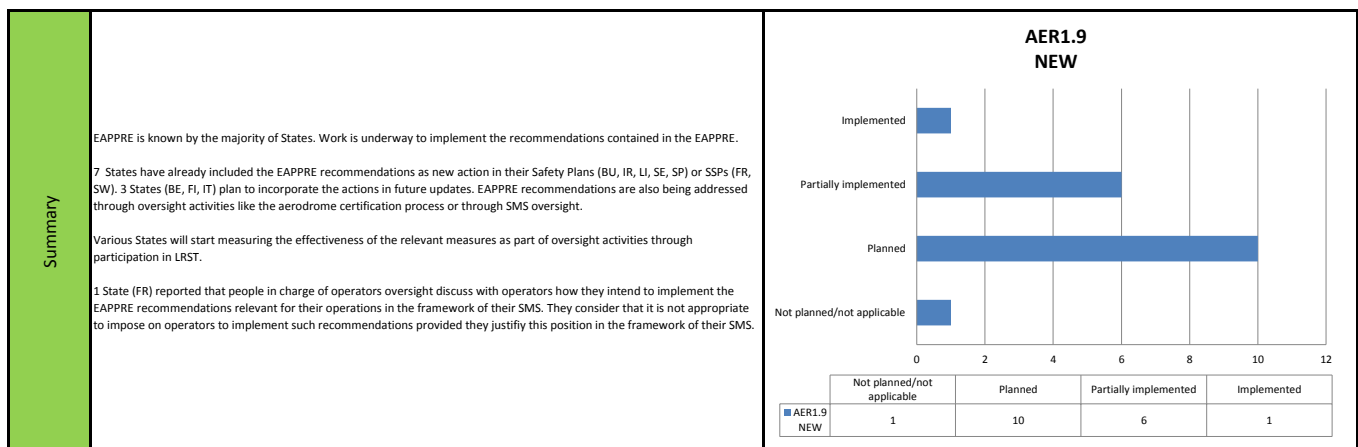 Summary
EAPPRE is known by the majority of States. Work is underway to implement the recommendations contained in the EAPPRE.
7 States have already included the EAPPRE recommendations as new action in their Safety Plans (BU, IR, LI, SE, SP) or SSPs (FR,
SW). 3 States (BE, FI, IT) plan to incorporate the actions in future updates. EAPPRE recommendations are also being addressed
through oversight activities like the aerodrome certification process or through SMS oversight.
Various States will start measuring the effectiveness of the relevant measures as part of oversight activities through
participation in LRST.
1 State (FR) reported that people in charge of operators oversight discuss with operators how they intend to implement the
EAPPRE recommendations relevant for their operations in the framework of their SMS. They consider that it is not appropriate
to impose on operators to implement such recommendations provided they justifiy this position in the framework of their SMS.
AER1.9
NEW
Implemented
Partially implemented
Planned
Not planned/not applicable
0 2 4 6 8 10 12
Not planned/not
applicable
Planned
Partially implemented
Implemented
AER1.9
NEW
1 10 6 1